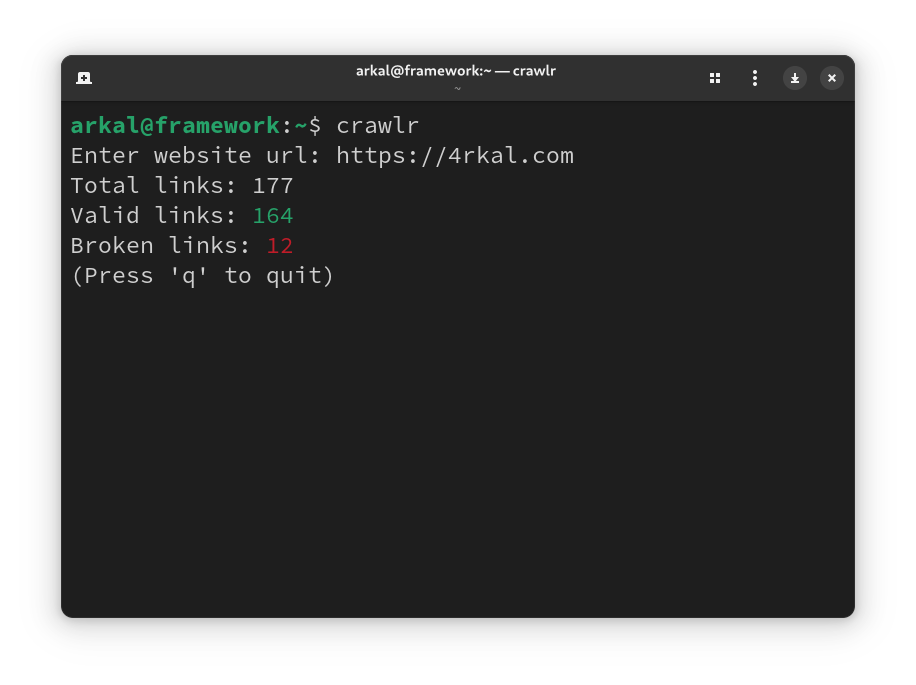 arkal@framework:~ — crawlr
~
arkal@framework:~$ crawlr
Enter website url: https://4rkal.com
Total links: 177
Valid links: 164
Broken links: 12
(Press 'q' to quit)